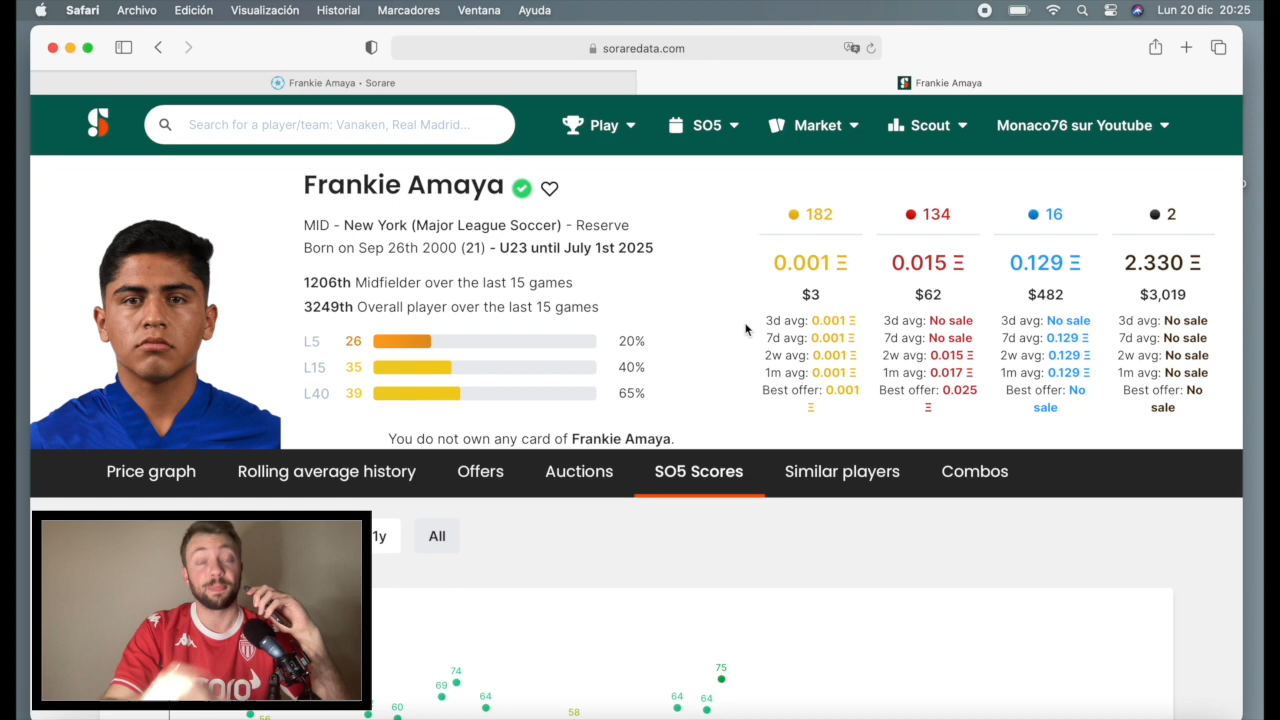 Safari Archivo Edición Visualización Historial Marcadores Ventana Ayuda Lun 20 dic 20:25
soraredata.com
Frankie Amaya • Sorare
Frankie Amaya
Search for a player/team: Vanaken, Real Madrid...
Play SO5 Market Scout Monaco76 sur Youtube
Frankie Amaya
MID - New York (Major League Soccer) - Reserve
Born on Sep 26th 2000 (21) - U23 until July 1st 2025
1206th Midfielder over the last 15 games
3249th Overall player over the last 15 games
L5 26 20%
L15 35 40%
L40 39 65%
You do not own any card of Frankie Amaya.
182 134 16 2
0.001 Ξ 0.015 Ξ 0.129 Ξ 2.330 Ξ
$3 $62 $482 $3,019
3d avg: 0.001 Ξ 3d avg: No sale 3d avg: No sale 3d avg: No sale
7d avg: 0.001 Ξ 7d avg: No sale 7d avg: 0.129 Ξ 7d avg: No sale
2w avg: 0.001 Ξ 2w avg: 0.015 Ξ 2w avg: 0.129 Ξ 2w avg: No sale
1m avg: 0.001 Ξ 1m avg: 0.017 Ξ 1m avg: 0.129 Ξ 1m avg: No sale
Best offer: 0.001 Best offer: 0.025 Best offer: No Best offer: No
Ξ Ξ sale sale
Price graph Rolling average history Offers Auctions SO5 Scores Similar players Combos
1y All
75
74
69
64 64 64
60
58
56